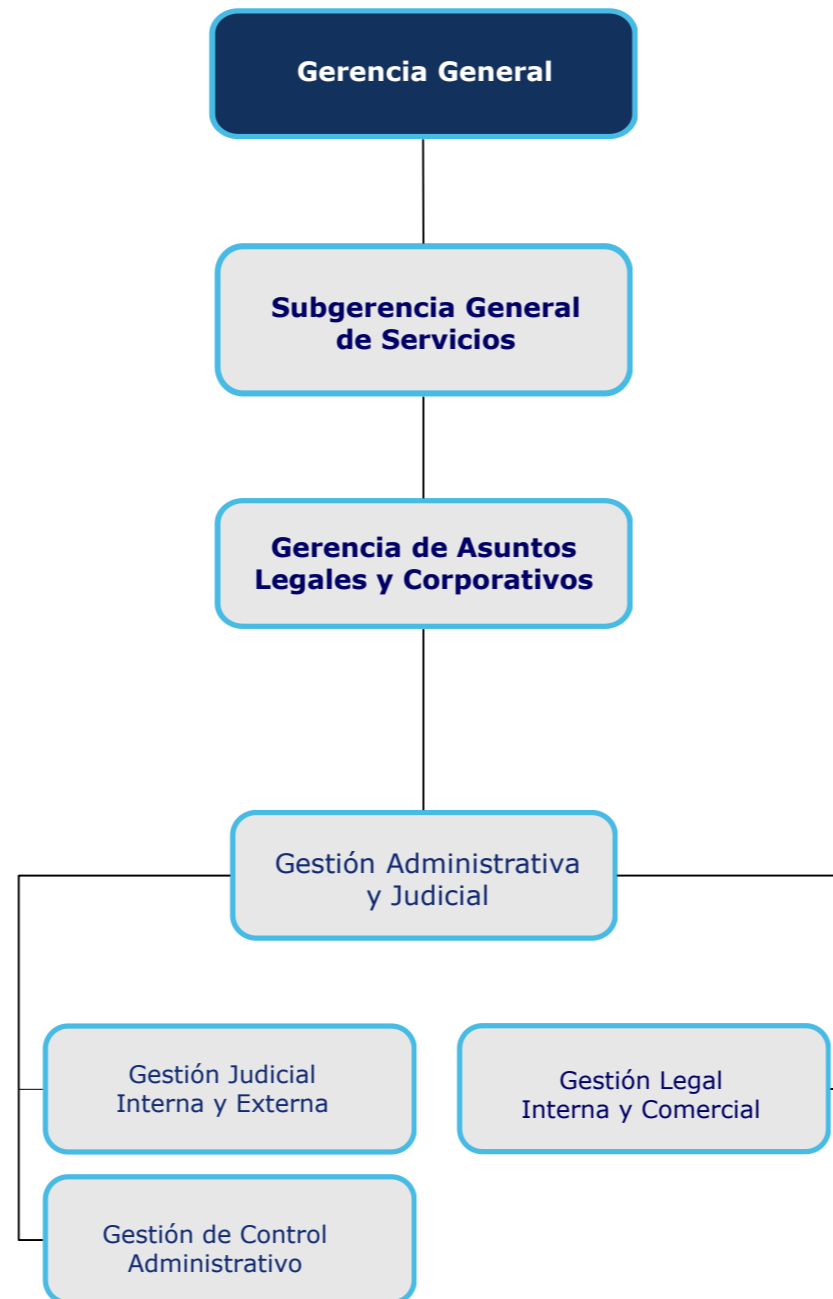 Gerencia General
Subgerencia General
de Servicios
Gerencia de Asuntos
Legales y Corporativos
Gestión Administrativa
y Judicial
Gestión Judicial
Interna y Externa
Gestión Legal
Interna y Comercial
Gestión de Control
Administrativo